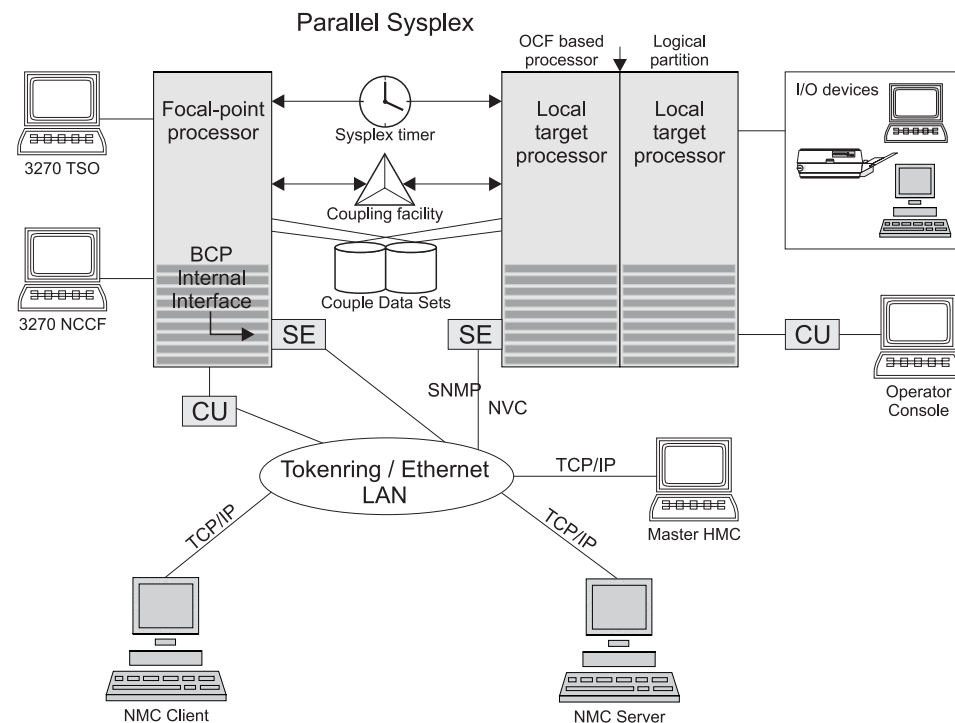 Parallel Sysplex
OCF based
processor
Logical
partition
3270 TSO
Focal-point
processor
Sysplex timer
Local
target
processor
Local
target
processor
I/O devices
Coupling facility
3270 NCCF
BCP
Internal
Interface
Couple Data Sets
SE
SE
CU
Operator
Console
SNMP
NVC
CU
Tokenring / Ethernet
LAN
TCP/IP
Master HMC
TCP/IP
TCP/IP
NMC Client
NMC Server